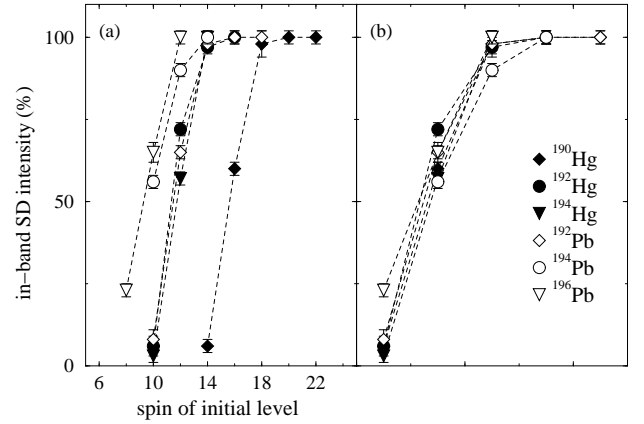 (a)
(b)
100
50
0
in−band SD intensity (%)
6 10 14 18 22
spin of initial level
¹⁹⁰Hg
¹⁹²Hg
¹⁹⁴Hg
¹⁹²Pb
¹⁹⁴Pb
¹⁹⁶Pb